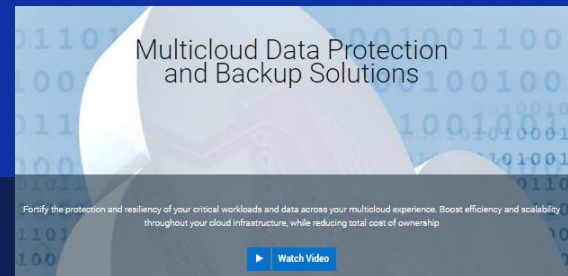 Multicloud Data Protection
and Backup Solutions
Fortify the protection and resiliency of your critical workloads and data across your multicloud experience. Boost efficiency and scalability
throughout your cloud infrastructure, while reducing total cost of ownership
Watch Video